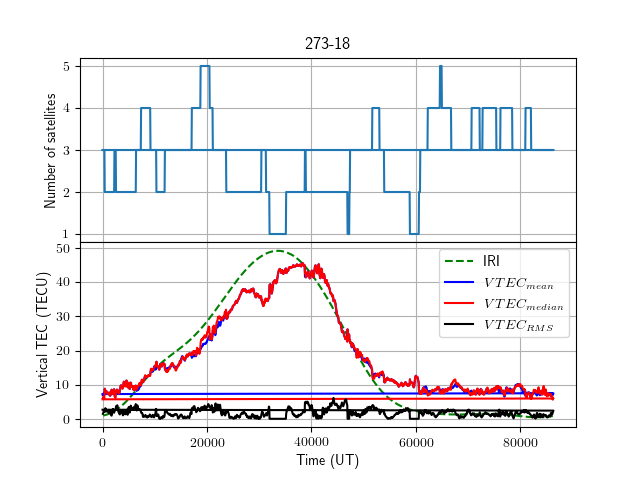 273-18
Number of satellites
5
4
3
2
1
Vertical TEC (TECU)
50
40
30
20
10
0
IRI
VTEC_mean
VTEC_median
VTEC_RMS
0 20000 40000 60000 80000
Time (UT)